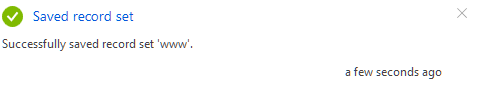 Saved record set
Successfully saved record set 'www'.
a few seconds ago